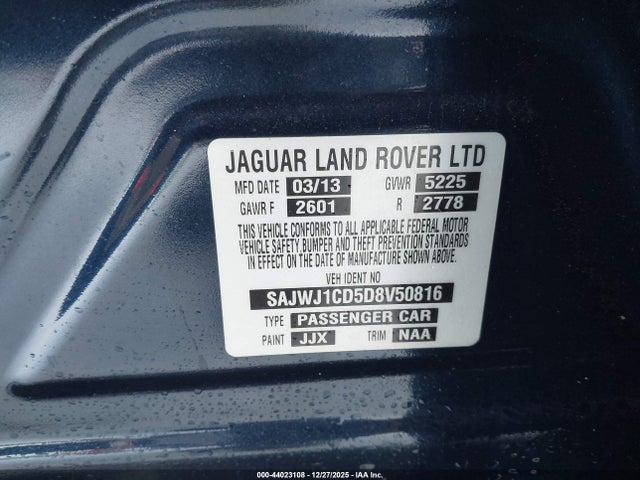 JAGUAR LAND ROVER LTD
MFD DATE 03/13 GVWR 5225
GAWR F 2601 R 2778
THIS VEHICLE CONFORMS TO ALL APPLICABLE FEDERAL MOTOR
VEHICLE SAFETY, BUMPER AND THEFT PREVENTION STANDARDS
IN EFFECT ON THE DATE OF MANUFACTURE SHOWN ABOVE.
VEH IDENT NO
SAJWJ1CD5D8V50816
TYPE PASSENGER CAR
PAINT JJX TRIM NAA
000-44023108 - 12/27/2025 - IAAI.COM